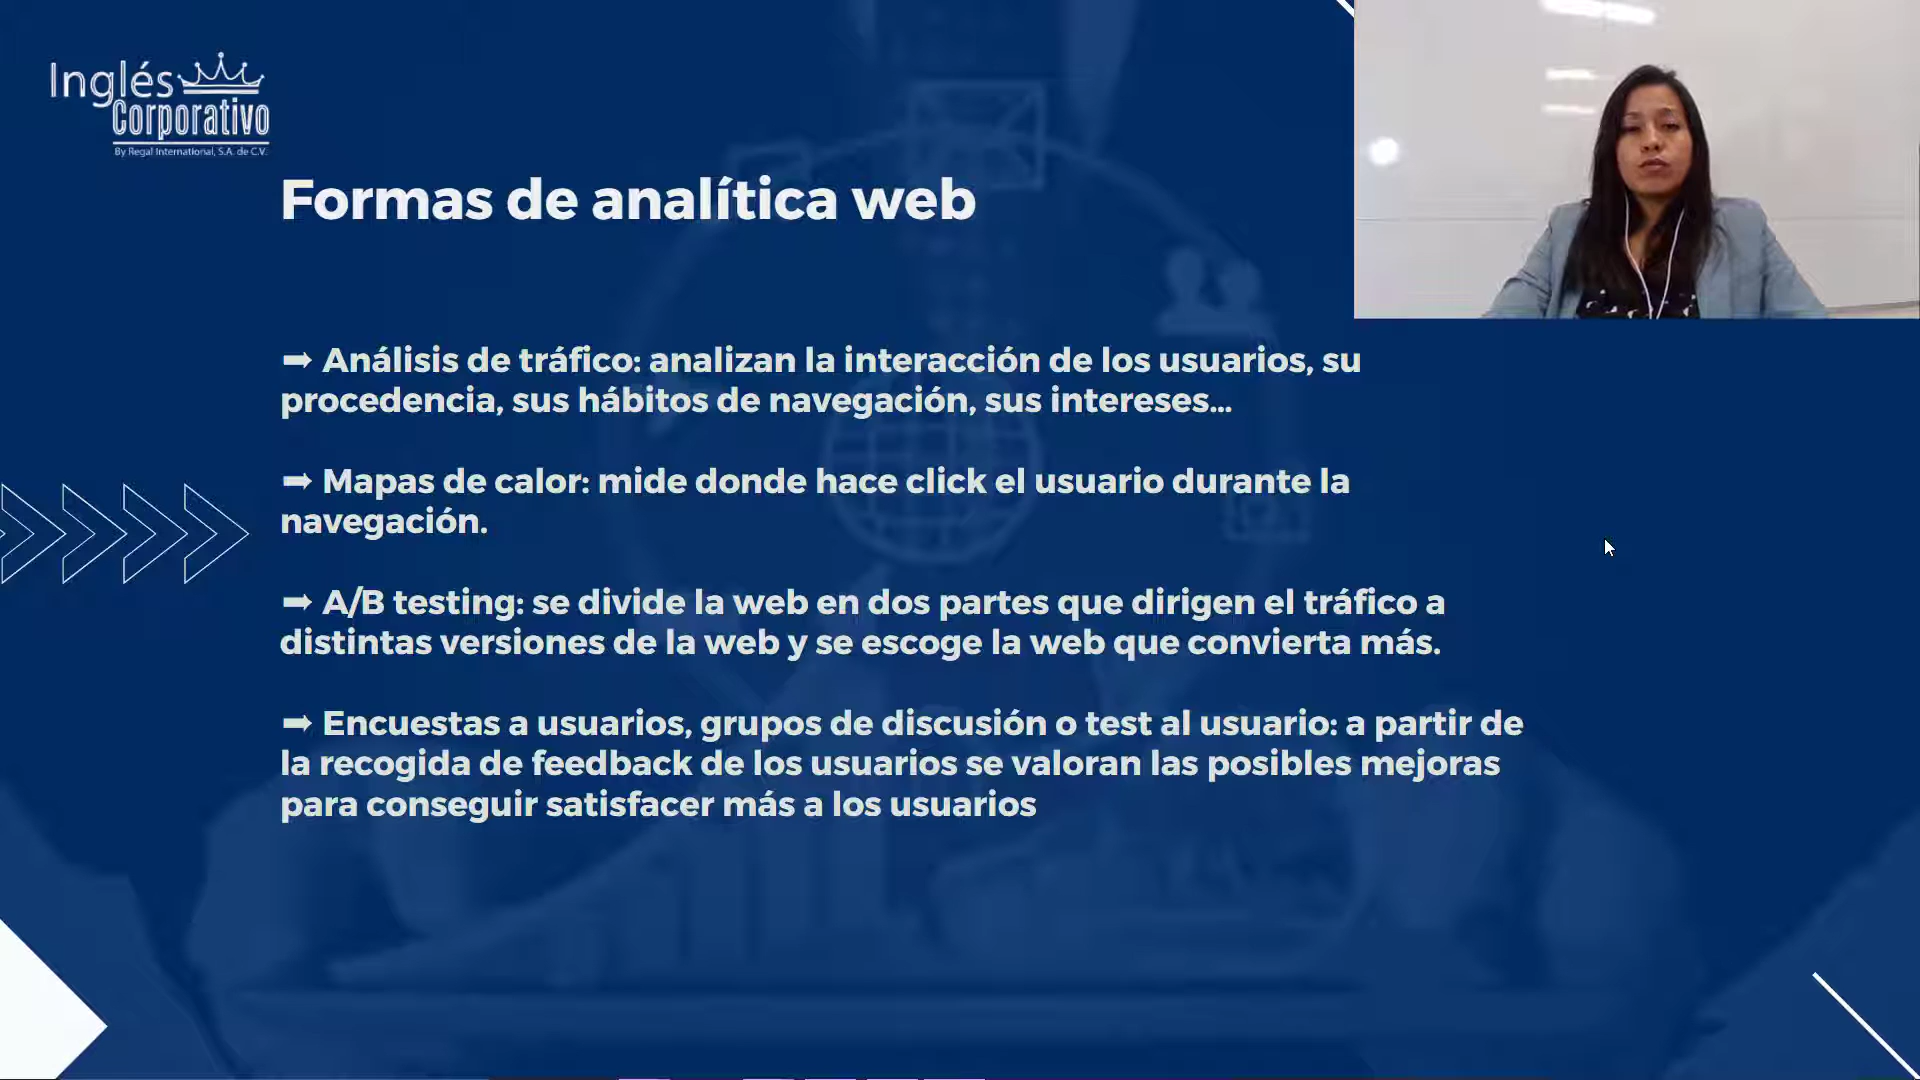 Inglés
Corporativo
By Regal International, S.A. de C.V.
Formas de analítica web
➡ Análisis de tráfico: analizan la interacción de los usuarios, su
procedencia, sus hábitos de navegación, sus intereses...
➡ Mapas de calor: mide donde hace click el usuario durante la
navegación.
➡ A/B testing: se divide la web en dos partes que dirigen el tráfico a
distintas versiones de la web y se escoge la web que convierta más.
➡ Encuestas a usuarios, grupos de discusión o test al usuario: a partir de
la recogida de feedback de los usuarios se valoran las posibles mejoras
para conseguir satisfacer más a los usuarios